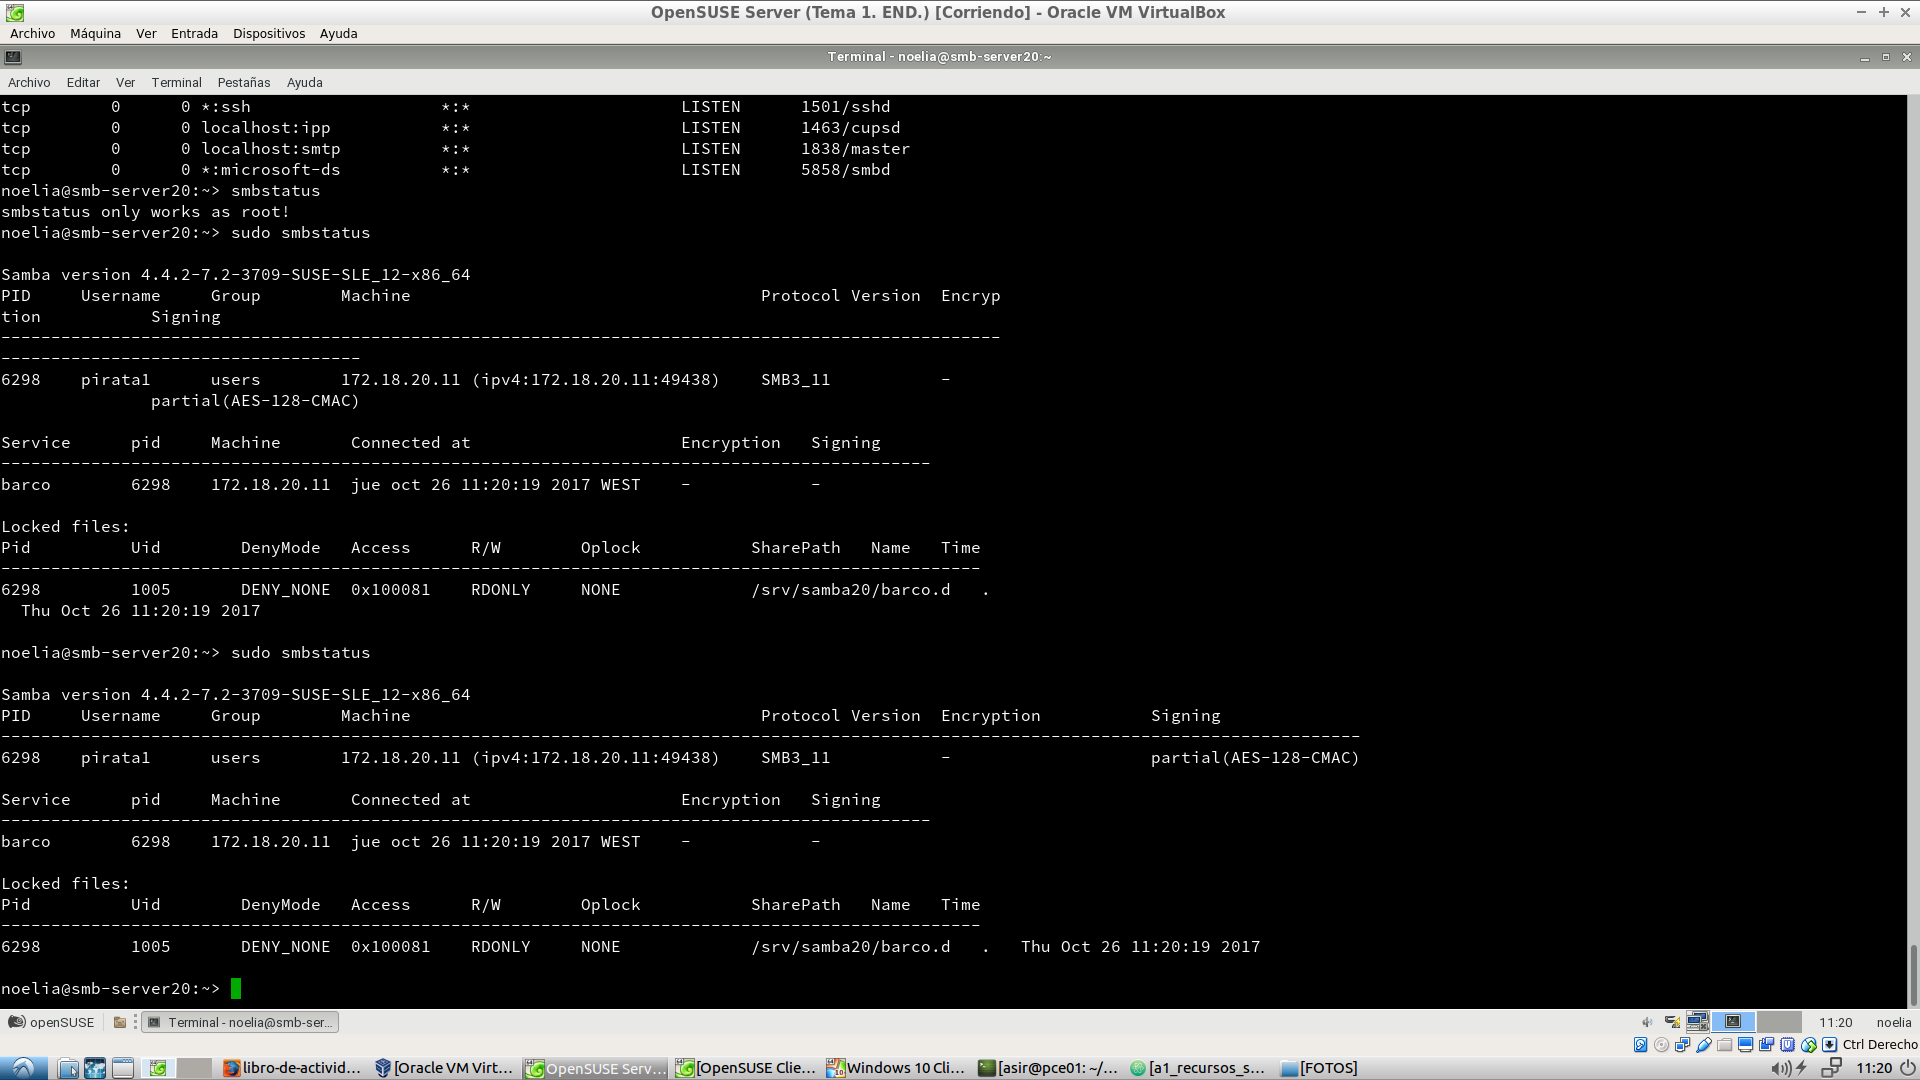 OpenSUSE Server (Tema 1. END.) [Corriendo] - Oracle VM VirtualBox
Archivo Máquina Ver Entrada Dispositivos Ayuda
Terminal - noelia@smb-server20:~
Archivo Editar Ver Terminal Pestañas Ayuda
tcp        0      0 *:ssh                   *:*                     LISTEN      1501/sshd
tcp        0      0 localhost:ipp           *:*                     LISTEN      1463/cupsd
tcp        0      0 localhost:smtp          *:*                     LISTEN      1838/master
tcp        0      0 *:microsoft-ds          *:*                     LISTEN      5858/smbd
noelia@smb-server20:~> smbstatus
smbstatus only works as root!
noelia@smb-server20:~> sudo smbstatus
Samba version 4.4.2-7.2-3709-SUSE-SLE_12-x86_64
PID     Username     Group        Machine                                   Protocol Version  Encryp
tion           Signing
----------------------------------------------------------------------------------------------------
------------------------------------
6298    pirata1      users        172.18.20.11 (ipv4:172.18.20.11:49438)    SMB3_11           -
               partial(AES-128-CMAC)
Service      pid     Machine       Connected at                     Encryption   Signing
---------------------------------------------------------------------------------------------
barco        6298    172.18.20.11  jue oct 26 11:20:19 2017 WEST    -            -
Locked files:
Pid          Uid        DenyMode   Access      R/W        Oplock           SharePath   Name   Time
--------------------------------------------------------------------------------------------------
6298         1005       DENY_NONE  0x100081    RDONLY     NONE             /srv/samba20/barco.d   .
  Thu Oct 26 11:20:19 2017
noelia@smb-server20:~> sudo smbstatus
Samba version 4.4.2-7.2-3709-SUSE-SLE_12-x86_64
PID     Username     Group        Machine                                   Protocol Version  Encryption           Signing
----------------------------------------------------------------------------------------------------------------------------------------
6298    pirata1      users        172.18.20.11 (ipv4:172.18.20.11:49438)    SMB3_11           -                    partial(AES-128-CMAC)
Service      pid     Machine       Connected at                     Encryption   Signing
---------------------------------------------------------------------------------------------
barco        6298    172.18.20.11  jue oct 26 11:20:19 2017 WEST    -            -
Locked files:
Pid          Uid        DenyMode   Access      R/W        Oplock           SharePath   Name   Time
--------------------------------------------------------------------------------------------------
6298         1005       DENY_NONE  0x100081    RDONLY     NONE             /srv/samba20/barco.d   .   Thu Oct 26 11:20:19 2017
noelia@smb-server20:~>
openSUSE Terminal - noelia@smb-ser... 11:20 noelia
Ctrl Derecho
libro-de-activid... [Oracle VM Virt... OpenSUSE Serv... [OpenSUSE Clie... Windows 10 Cli... [asir@pce01: ~/... [a1_recursos_s... [FOTOS] 11:20